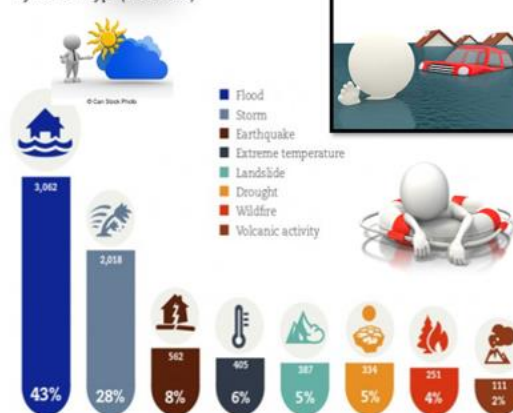 © Can Stock Photo
Flood
Storm
Earthquake
Extreme temperature
Landslide
Drought
Wildfire
Volcanic activity
3,062
2,018
562
405
387
334
251
111
43%
28%
8%
6%
5%
5%
4%
2%